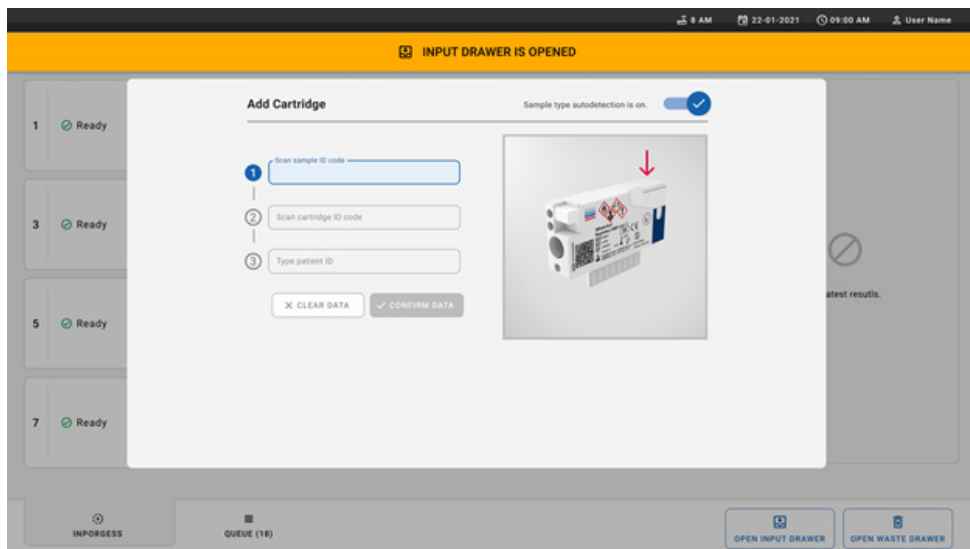 8 AM 22-01-2021 09:00 AM User Name
INPUT DRAWER IS OPENED
Add Cartridge
Sample type autodetection is on.
1 Ready
3 Ready
5 Ready
7 Ready
1 Scan sample ID code
2 Scan cartridge ID code
3 Type patient ID
CLEAR DATA CONFIRM DATA
atest resutls.
INPORGESS
QUEUE (18)
OPEN INPUT DRAWER
OPEN WASTE DRAWER